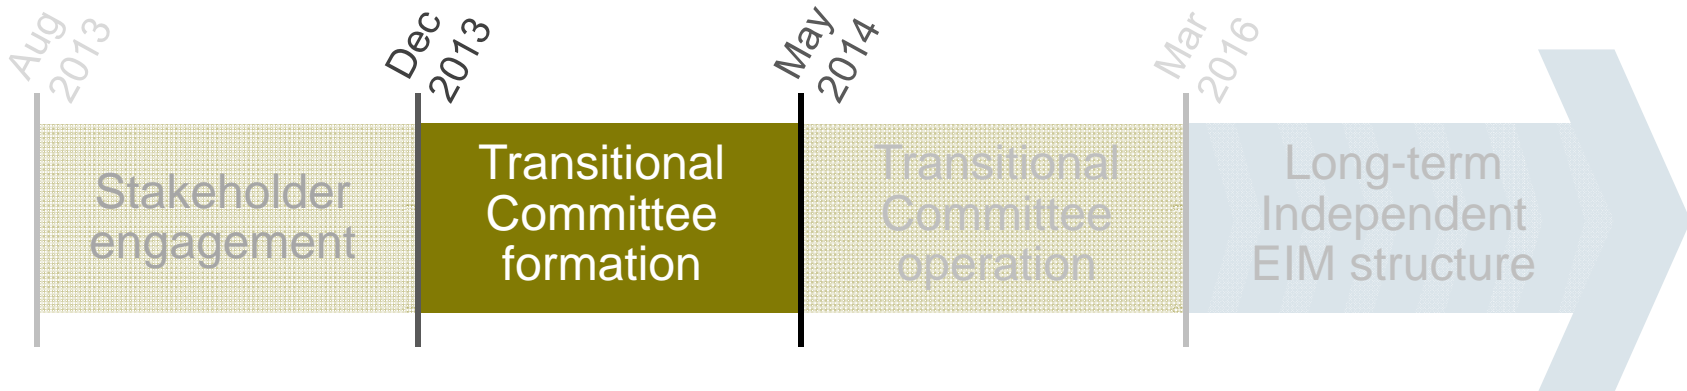 Aug
2013
Dec
2013
May
2014
Mar
2016
Stakeholder
engagement
Transitional
Committee
formation
Transitional
Committee
operation
Long-term
Independent
EIM structure